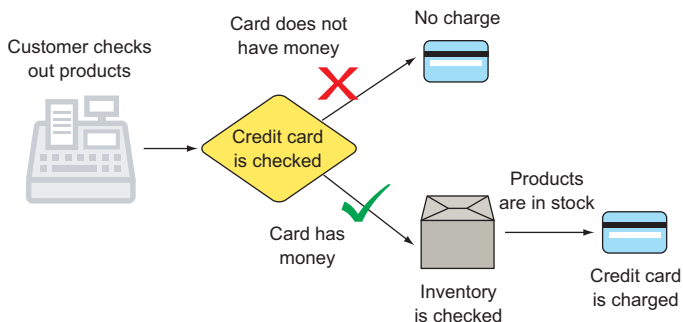 Customer checks
out products
Card does not
have money
No charge
Credit card
is checked
Card has
money
Inventory
is checked
Products
are in stock
Credit card
is charged